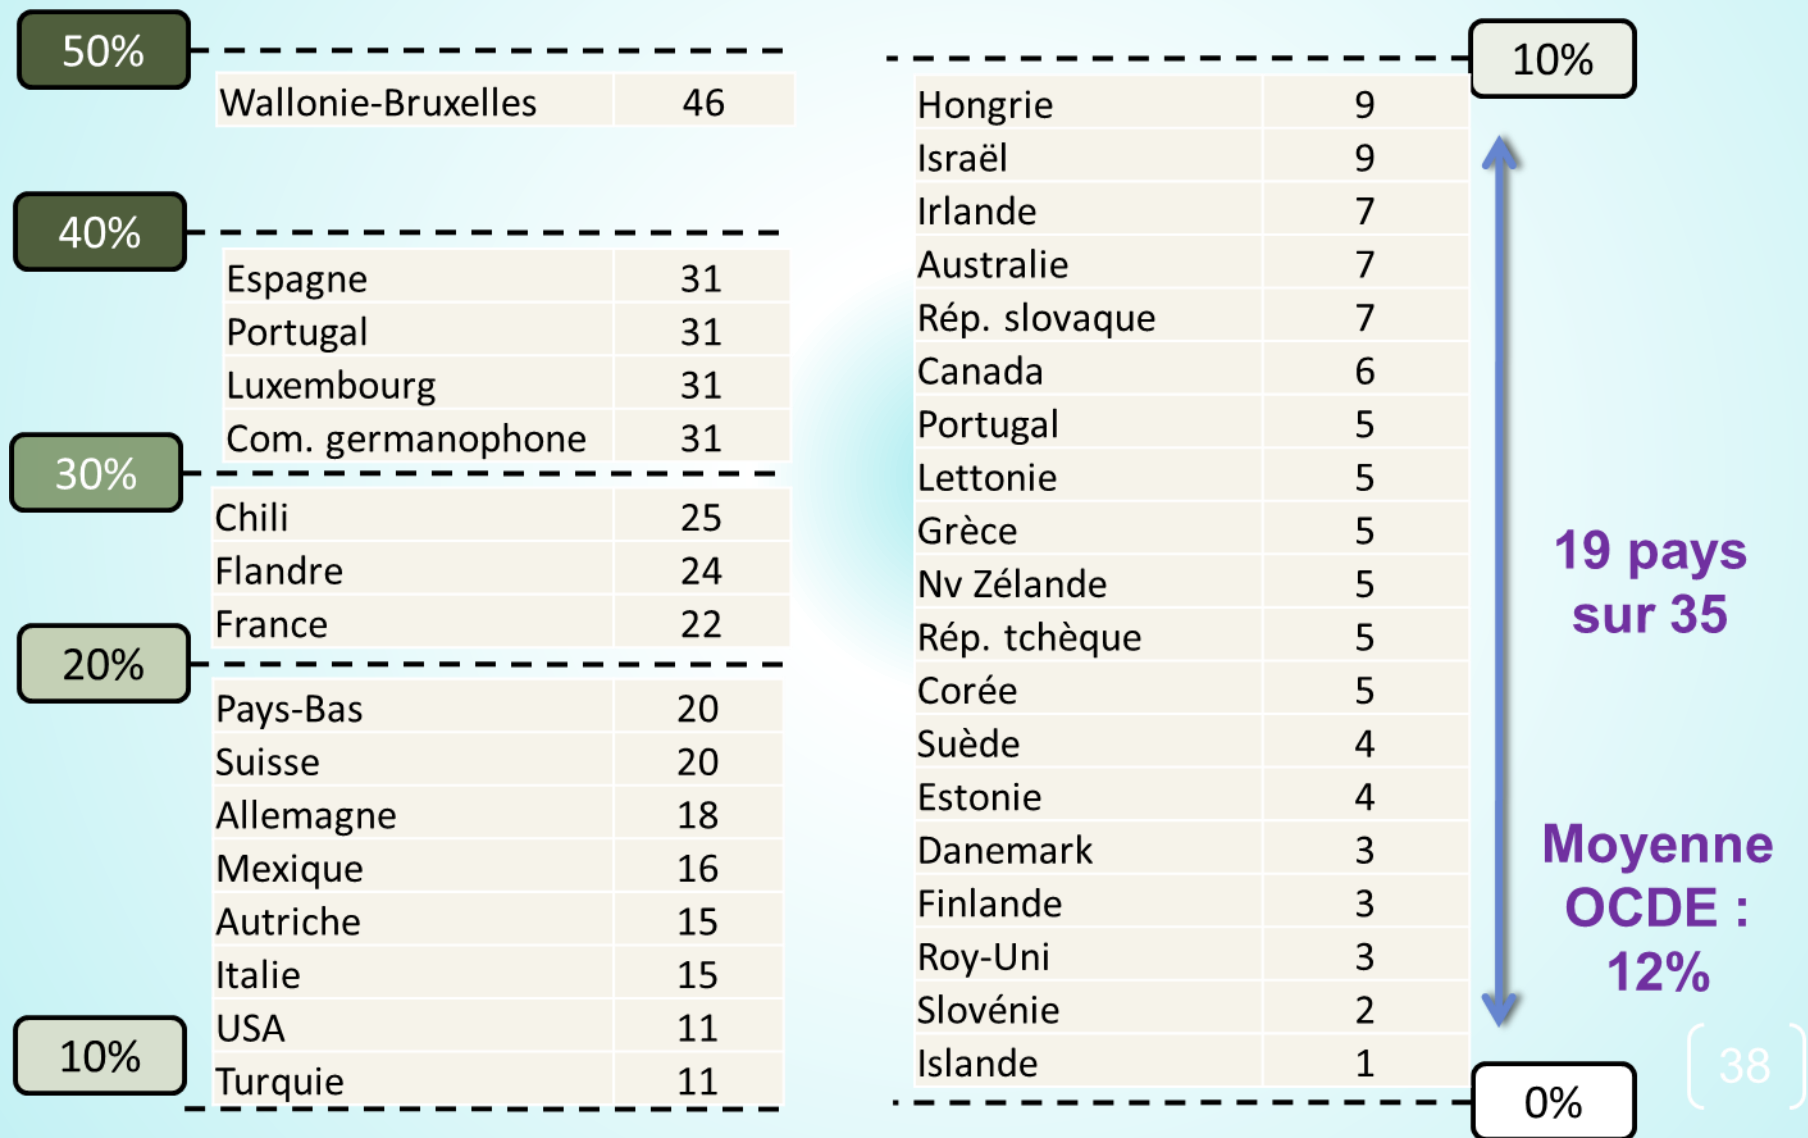 50%
Wallonie-Bruxelles 46
40%
Espagne 31
Portugal 31
Luxembourg 31
Com. germanophone 31
30%
Chili 25
Flandre 24
France 22
20%
Pays-Bas 20
Suisse 20
Allemagne 18
Mexique 16
Autriche 15
Italie 15
USA 11
10%
Turquie 11
10%
Hongrie 9
Israël 9
Irlande 7
Australie 7
Rép. slovaque 7
Canada 6
Portugal 5
Lettonie 5
Grèce 5
Nv Zélande 5
Rép. tchèque 5
Corée 5
Suède 4
Estonie 4
Danemark 3
Finlande 3
Roy-Uni 3
Slovénie 2
Islande 1
0%
19 pays
sur 35
Moyenne
OCDE :
12%
38